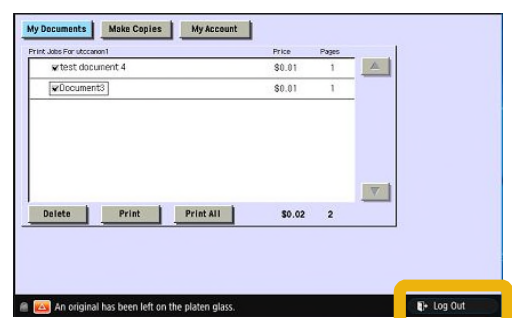 My Documents Make Copies My Account
Print Jobs For utccanon1 Price Pages
test document 4 $0.01 1
Document3 $0.01 1
Delete Print Print All $0.02 2
An original has been left on the platen glass. Log Out